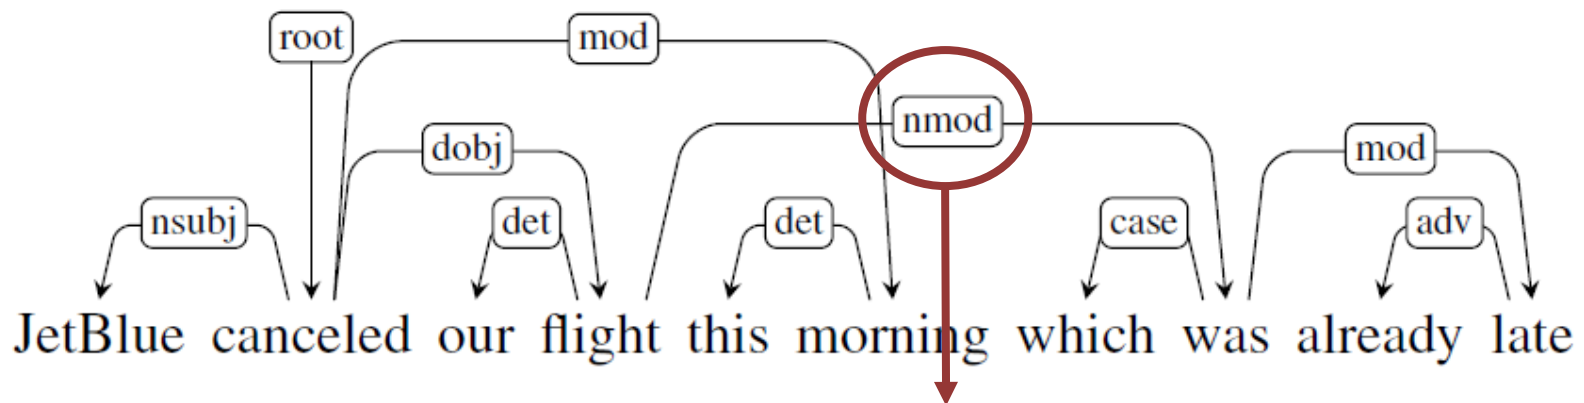 root mod
nmod
dobj mod
nsubj det det case adv
JetBlue canceled our flight this morning which was already late